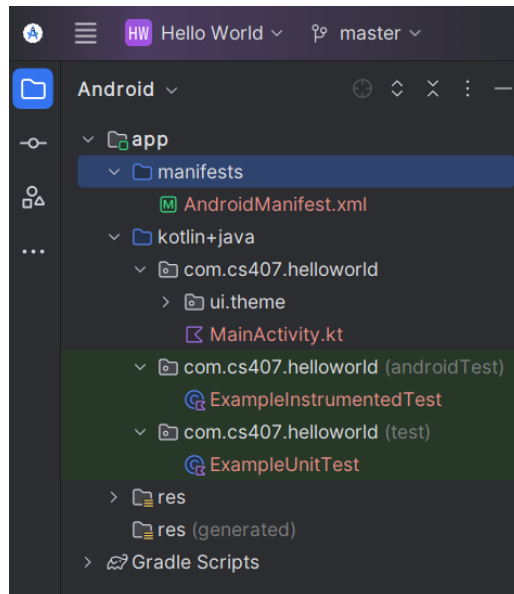 HW Hello World master
Android
app
manifests
AndroidManifest.xml
kotlin+java
com.cs407.helloworld
ui.theme
MainActivity.kt
com.cs407.helloworld (androidTest)
ExampleInstrumentedTest
com.cs407.helloworld (test)
ExampleUnitTest
res
res (generated)
Gradle Scripts